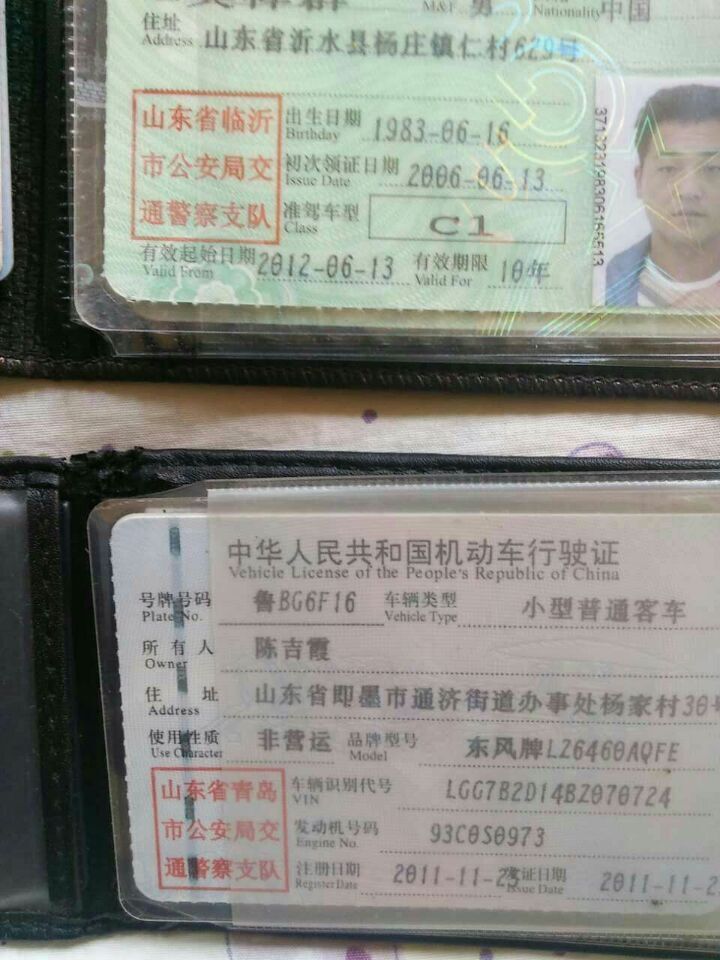 M&F. 男 Nationality 中国
住址 Address 山东省沂水县杨庄镇仁村629号
山东省临沂
市公安局交
通警察支队
出生日期 Birthday 1983-06-16
初次领证日期 Issue Date 2006-06-13
准驾车型 Class C1
有效起始日期 Valid From 2012-06-13 有效期限 Valid For 10年
中华人民共和国机动车行驶证
Vehicle License of the People's Republic of China
号牌号码 Plate No. 鲁BG6F16 车辆类型 Vehicle Type 小型普通客车
所有人 Owner 陈吉霞
住址 Address 山东省即墨市通济街道办事处杨家村30号
使用性质 Use Character 非营运 品牌型号 Model 东风牌LZ6460AQFE
山东省青岛
市公安局交
通警察支队
车辆识别代号 VIN LGG7B2D14BZ070724
发动机号码 Engine No. 93C0S0973
注册日期 Register Date 2011-11-25 发证日期 Issue Date 2011-11-2